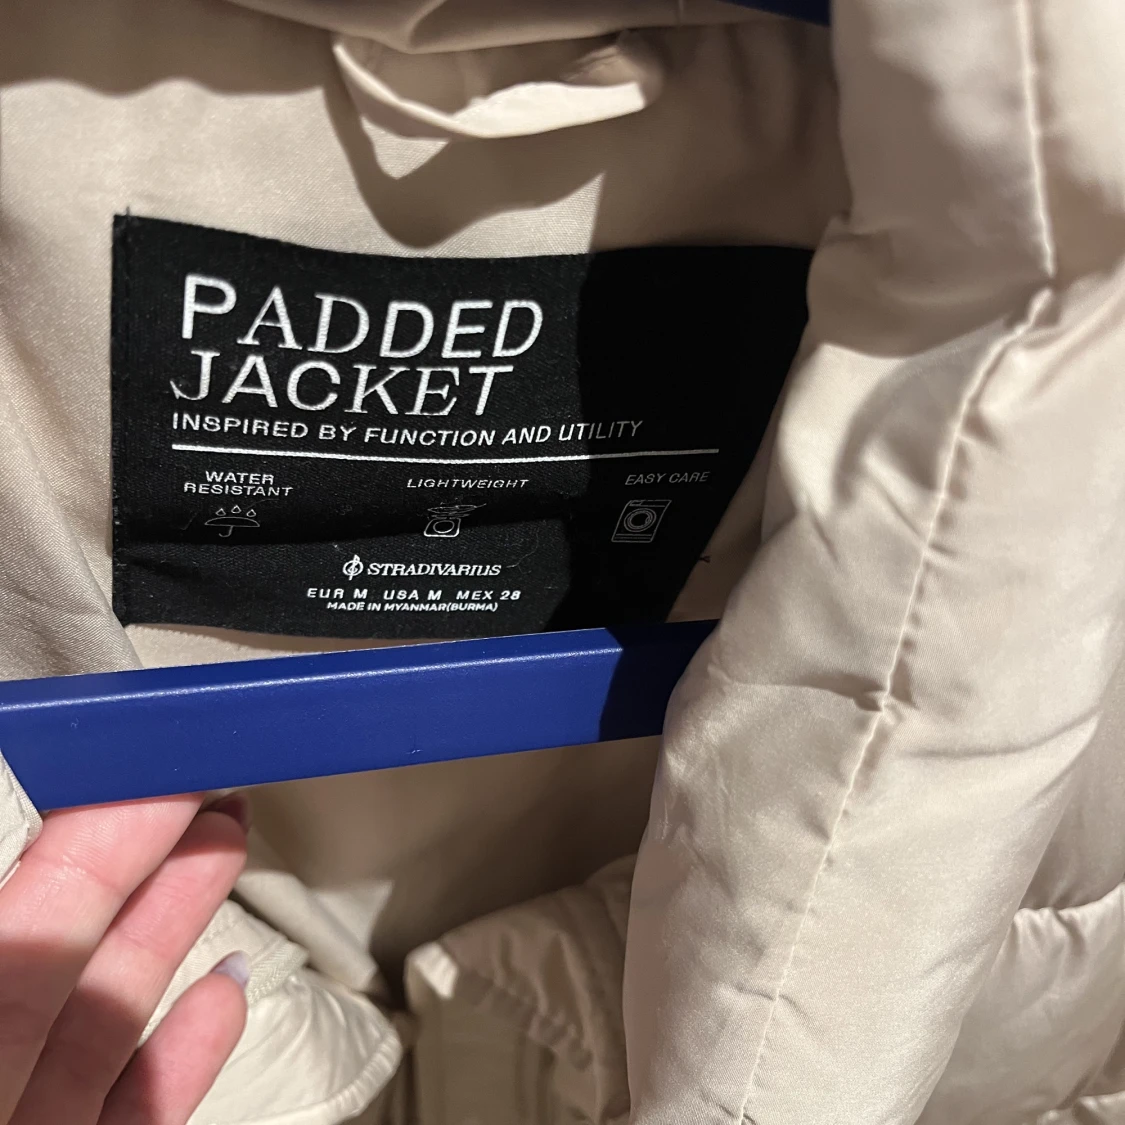 PADDED
JACKET
INSPIRED BY FUNCTION AND UTILITY
WATER
RESISTANT
LIGHTWEIGHT
EASY CARE
STRADIVARIUS
EUR M USA M MEX 28
MADE IN MYANMAR(BURMA)